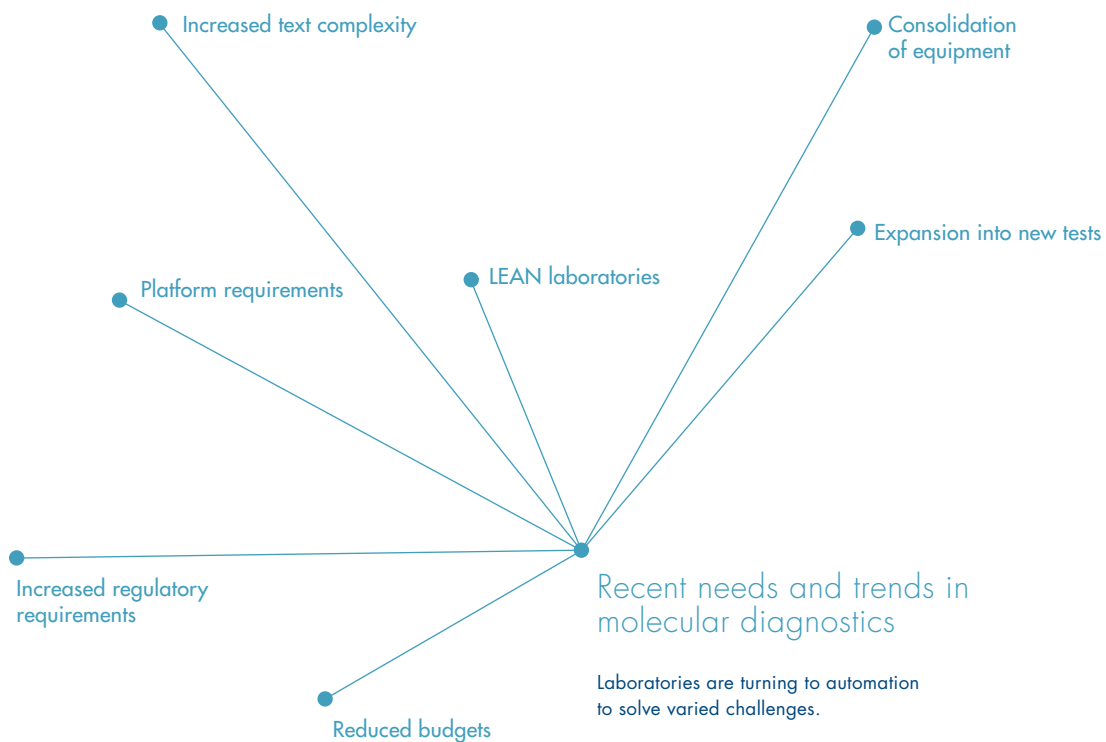 Increased text complexity
Consolidation
of equipment
Expansion into new tests
LEAN laboratories
Platform requirements
Increased regulatory
requirements
Recent needs and trends in
molecular diagnostics
Laboratories are turning to automation
to solve varied challenges.
Reduced budgets